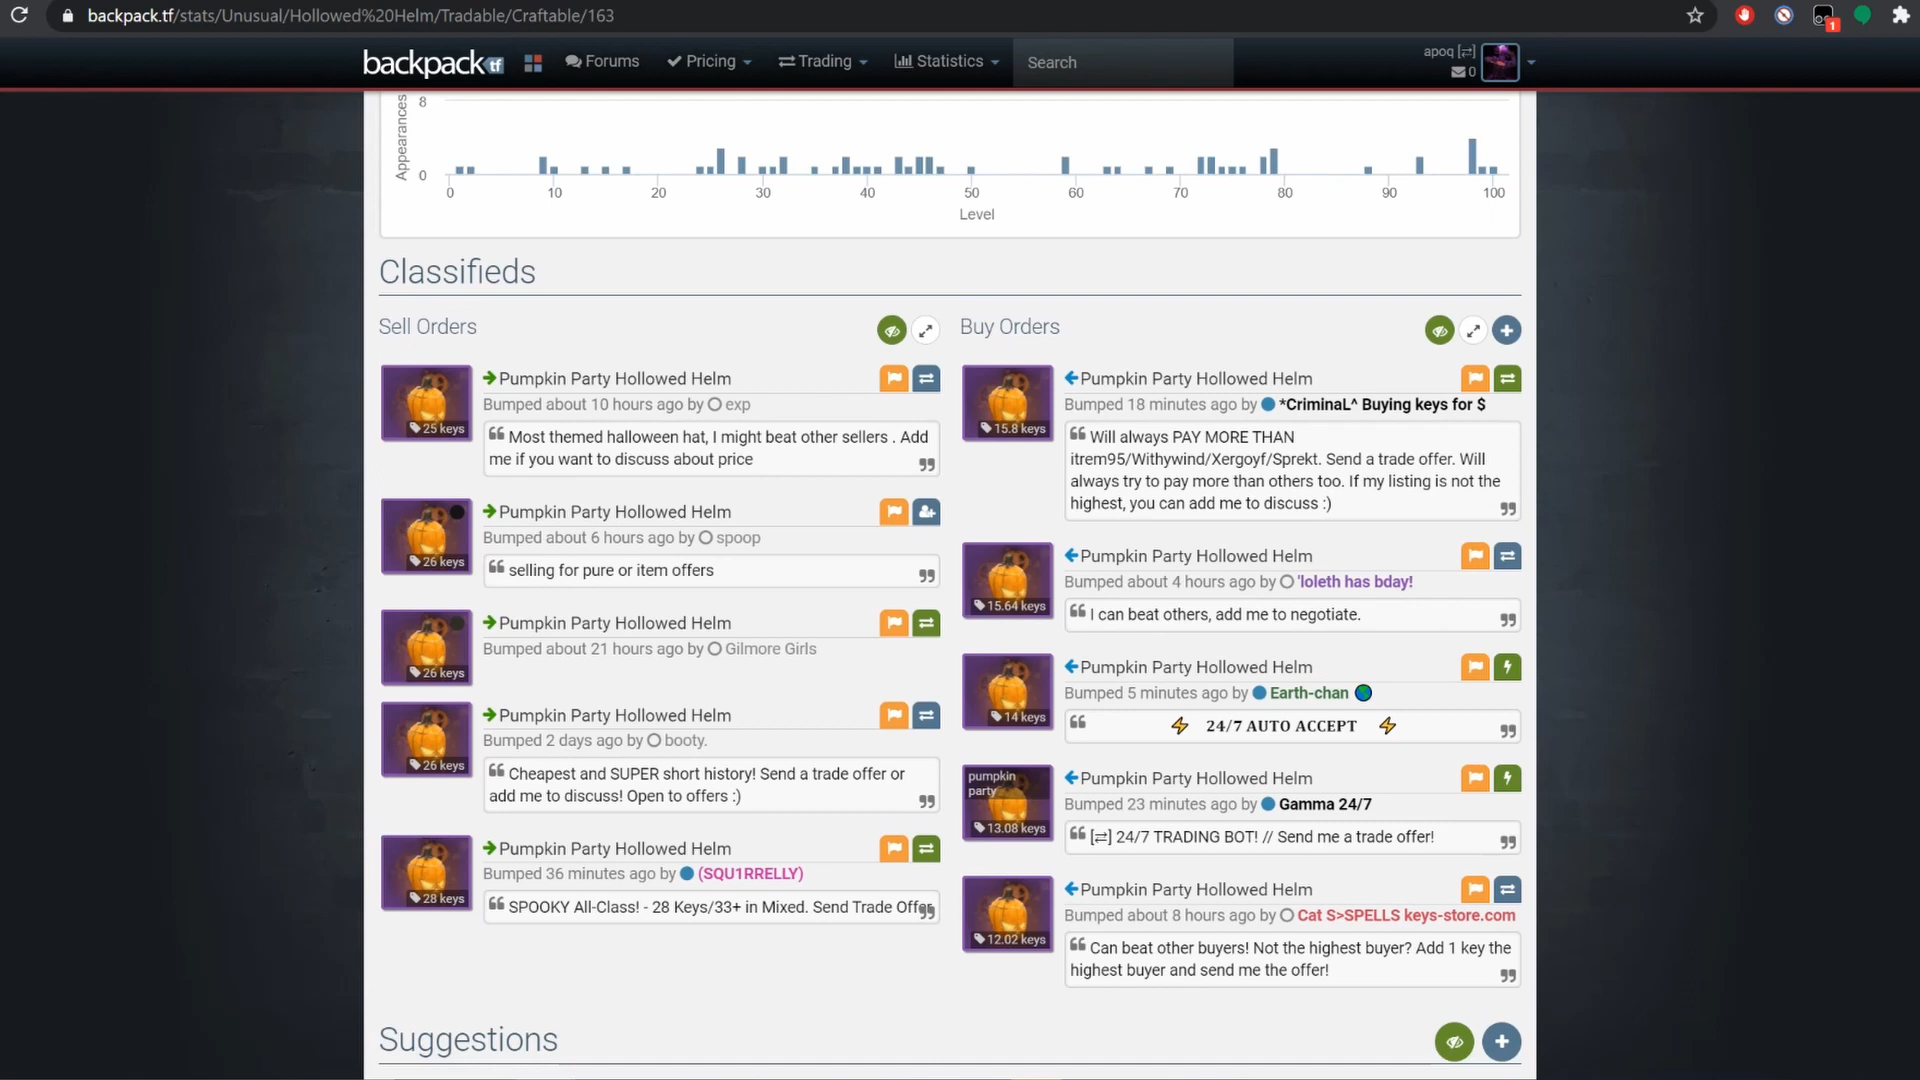 backpack.tf/stats/Unusual/Hollowed%20Helm/Tradable/Craftable/163
1
backpack tf Forums Pricing Trading Statistics Search
apoq [⇄]
0
Appearances
8
0
0 10 20 30 40 50 60 70 80 90 100
Level
Classifieds
Sell Orders
Pumpkin Party Hollowed Helm
Bumped about 10 hours ago by exp
25 keys
Most themed halloween hat, I might beat other sellers . Add
me if you want to discuss about price
Pumpkin Party Hollowed Helm
Bumped about 6 hours ago by spoop
26 keys
selling for pure or item offers
Pumpkin Party Hollowed Helm
Bumped about 21 hours ago by Gilmore Girls
26 keys
Pumpkin Party Hollowed Helm
Bumped 2 days ago by booty.
26 keys
Cheapest and SUPER short history! Send a trade offer or
add me to discuss! Open to offers :)
Pumpkin Party Hollowed Helm
Bumped 36 minutes ago by (SQU1RRELLY)
28 keys
SPOOKY All-Class! - 28 Keys/33+ in Mixed. Send Trade Offer
Buy Orders
Pumpkin Party Hollowed Helm
Bumped 18 minutes ago by *CriminaL^ Buying keys for $
15.8 keys
Will always PAY MORE THAN
itrem95/Withywind/Xergoyf/Sprekt. Send a trade offer. Will
always try to pay more than others too. If my listing is not the
highest, you can add me to discuss :)
Pumpkin Party Hollowed Helm
Bumped about 4 hours ago by 'loleth has bday!
15.64 keys
I can beat others, add me to negotiate.
Pumpkin Party Hollowed Helm
Bumped 5 minutes ago by Earth-chan 🌎
14 keys
⚡ 24/7 AUTO ACCEPT ⚡
pumpkin
party
Pumpkin Party Hollowed Helm
Bumped 23 minutes ago by Gamma 24/7
13.08 keys
[⇄] 24/7 TRADING BOT! // Send me a trade offer!
Pumpkin Party Hollowed Helm
Bumped about 8 hours ago by Cat S>SPELLS keys-store.com
12.02 keys
Can beat other buyers! Not the highest buyer? Add 1 key the
highest buyer and send me the offer!
Suggestions